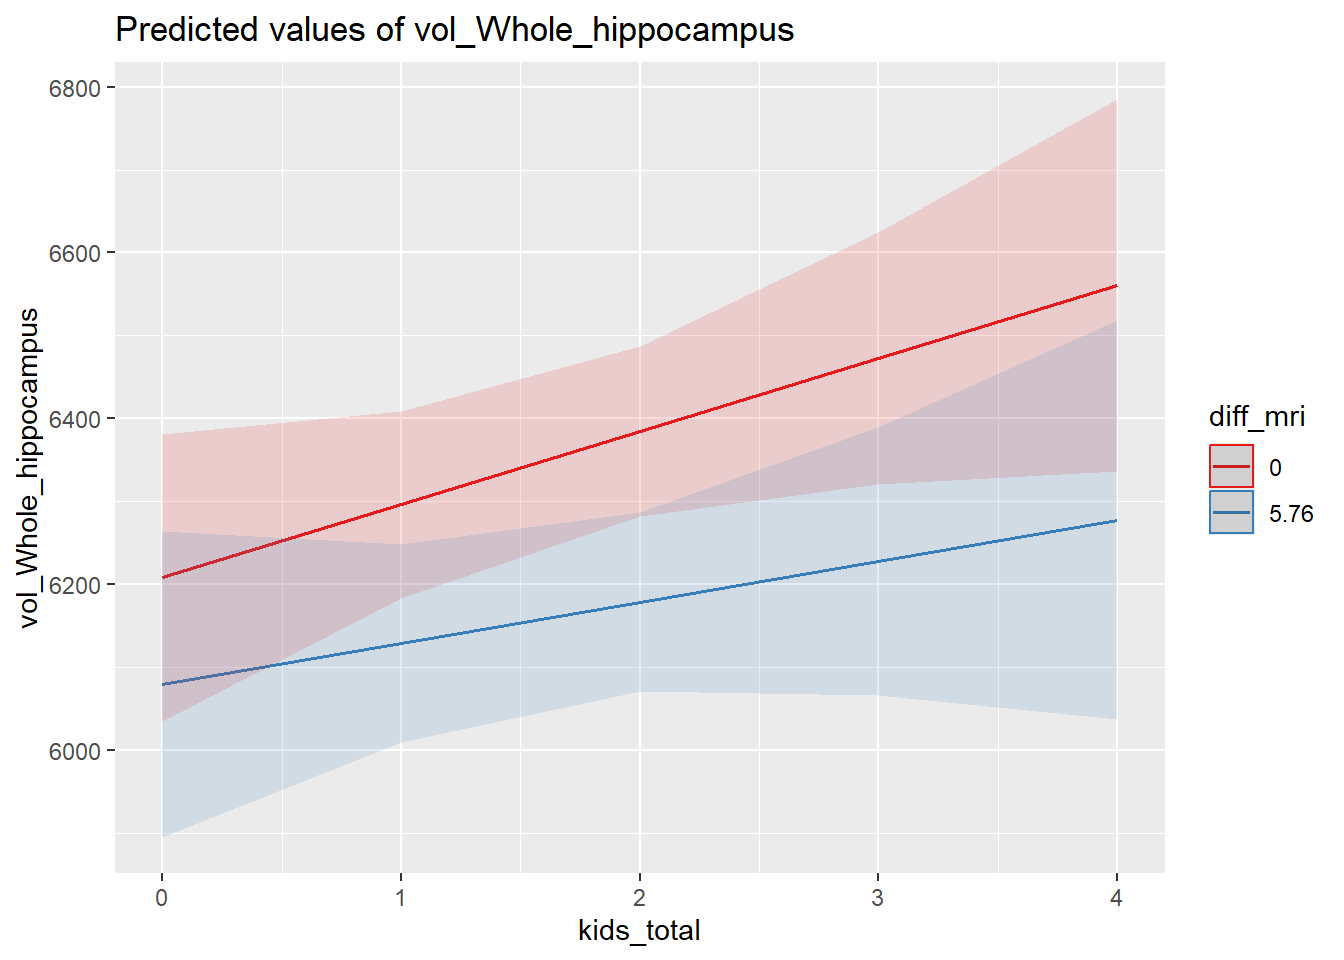 Predicted values of vol_Whole_hippocampus
vol_Whole_hippocampus
6800
6600
6400
6200
6000
0 1 2 3 4
kids_total
diff_mri
0
5.76